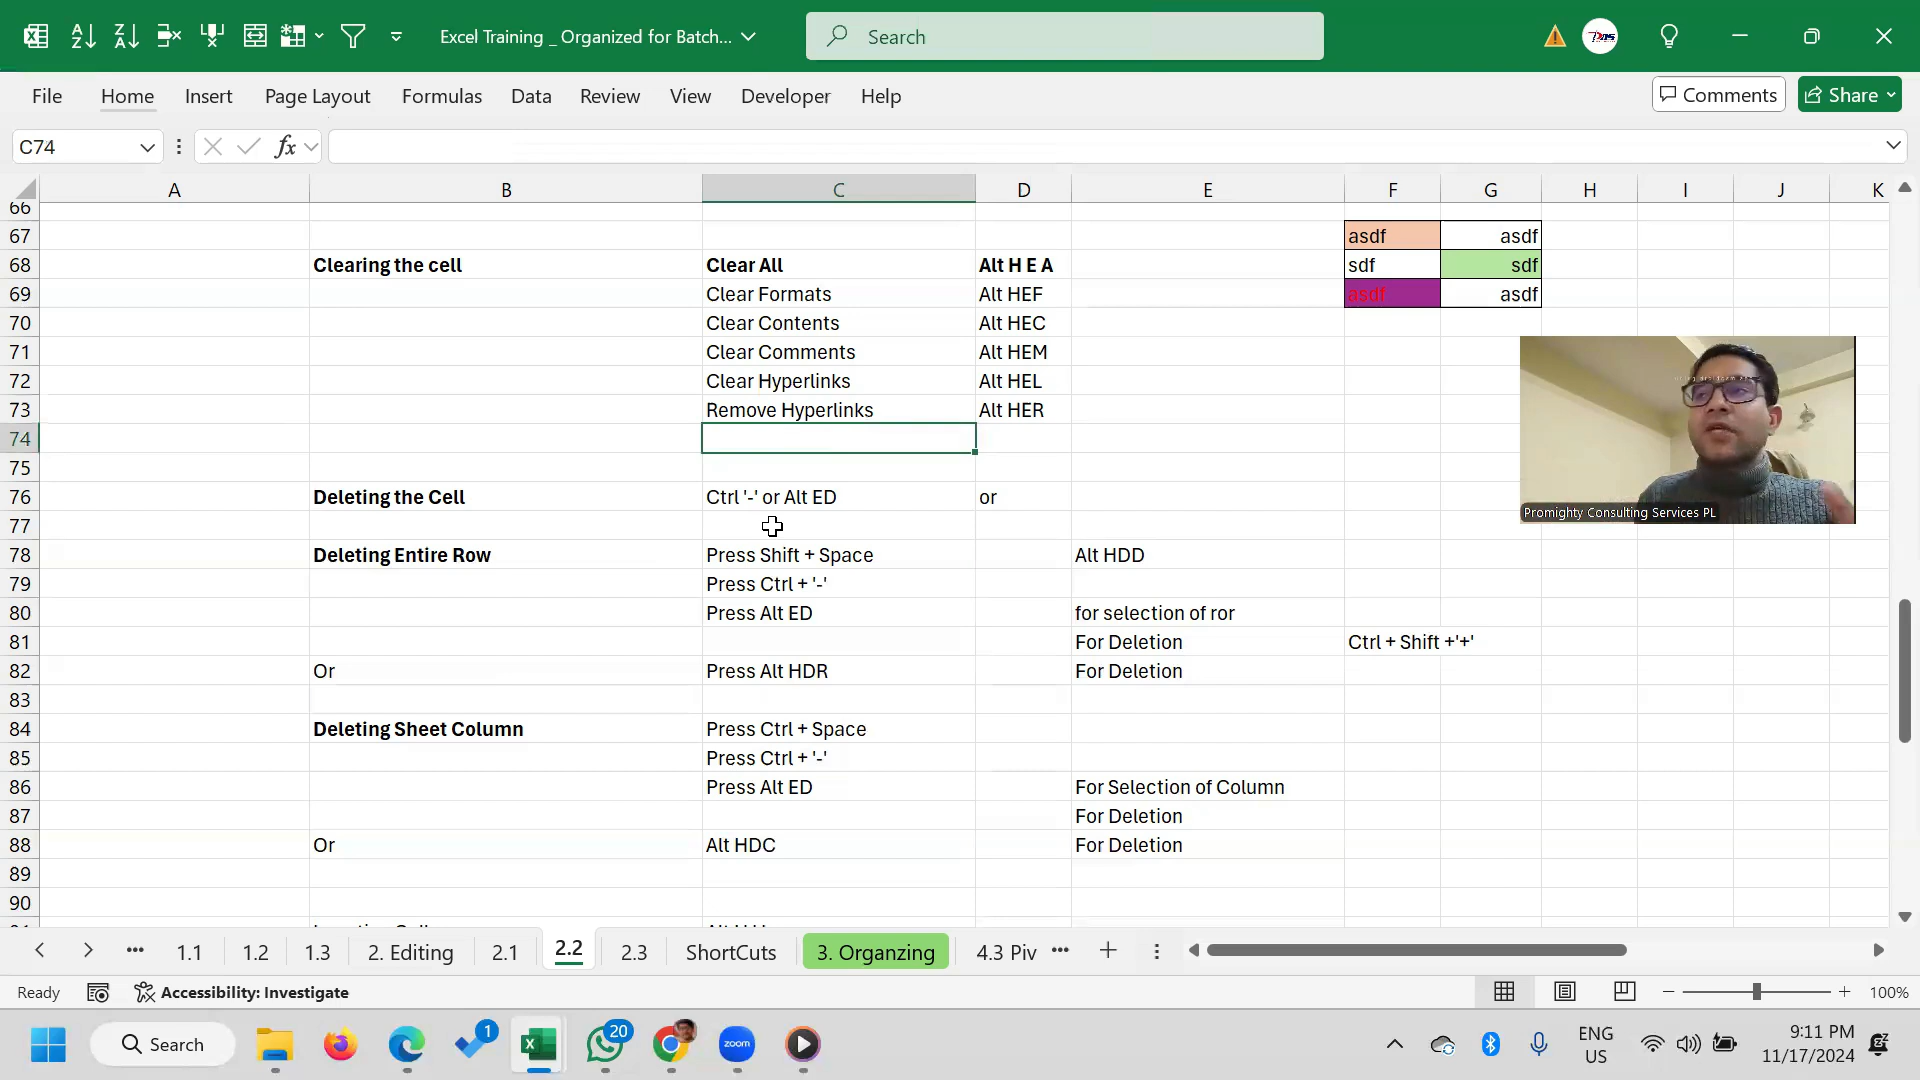 Excel Training _ Organized for Batch...
Search
File Home Insert Page Layout Formulas Data Review View Developer Help
Comments Share
C74
fx
A B C D E F G H I J K
66
67 asdf asdf
68 Clearing the cell Clear All Alt H E A sdf sdf
69 Clear Formats Alt HEF asdf asdf
70 Clear Contents Alt HEC
71 Clear Comments Alt HEM
72 Clear Hyperlinks Alt HEL
73 Remove Hyperlinks Alt HER
74
75
76 Deleting the Cell Ctrl '-' or Alt ED or
Promighty Consulting Services PL
77
78 Deleting Entire Row Press Shift + Space Alt HDD
79 Press Ctrl + '-'
80 Press Alt ED for selection of ror
81 For Deletion Ctrl + Shift +'+'
82 Or Press Alt HDR For Deletion
83
84 Deleting Sheet Column Press Ctrl + Space
85 Press Ctrl + '-'
86 Press Alt ED For Selection of Column
87 For Deletion
88 Or Alt HDC For Deletion
89
90
1.1 1.2 1.3 2. Editing 2.1 2.2 2.3 ShortCuts 3. Organzing 4.3 Piv
Ready Accessibility: Investigate 100%
Search 1 20 zoom ENG 9:11 PM
US 11/17/2024